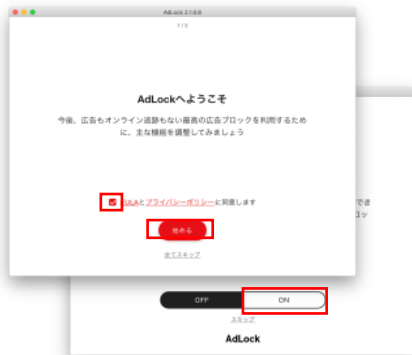 AdLock 2.1.0.8
1 / 3
AdLockへようこそ
今後、広告もオンライン追跡もない最高の広告ブロックを利用するため
に、主な機能を調整してみましょう
EULAとプライバシーポリシーに同意します
始める
全てスキップ
でき
ロッ
OFF
ON
スキップ
AdLock